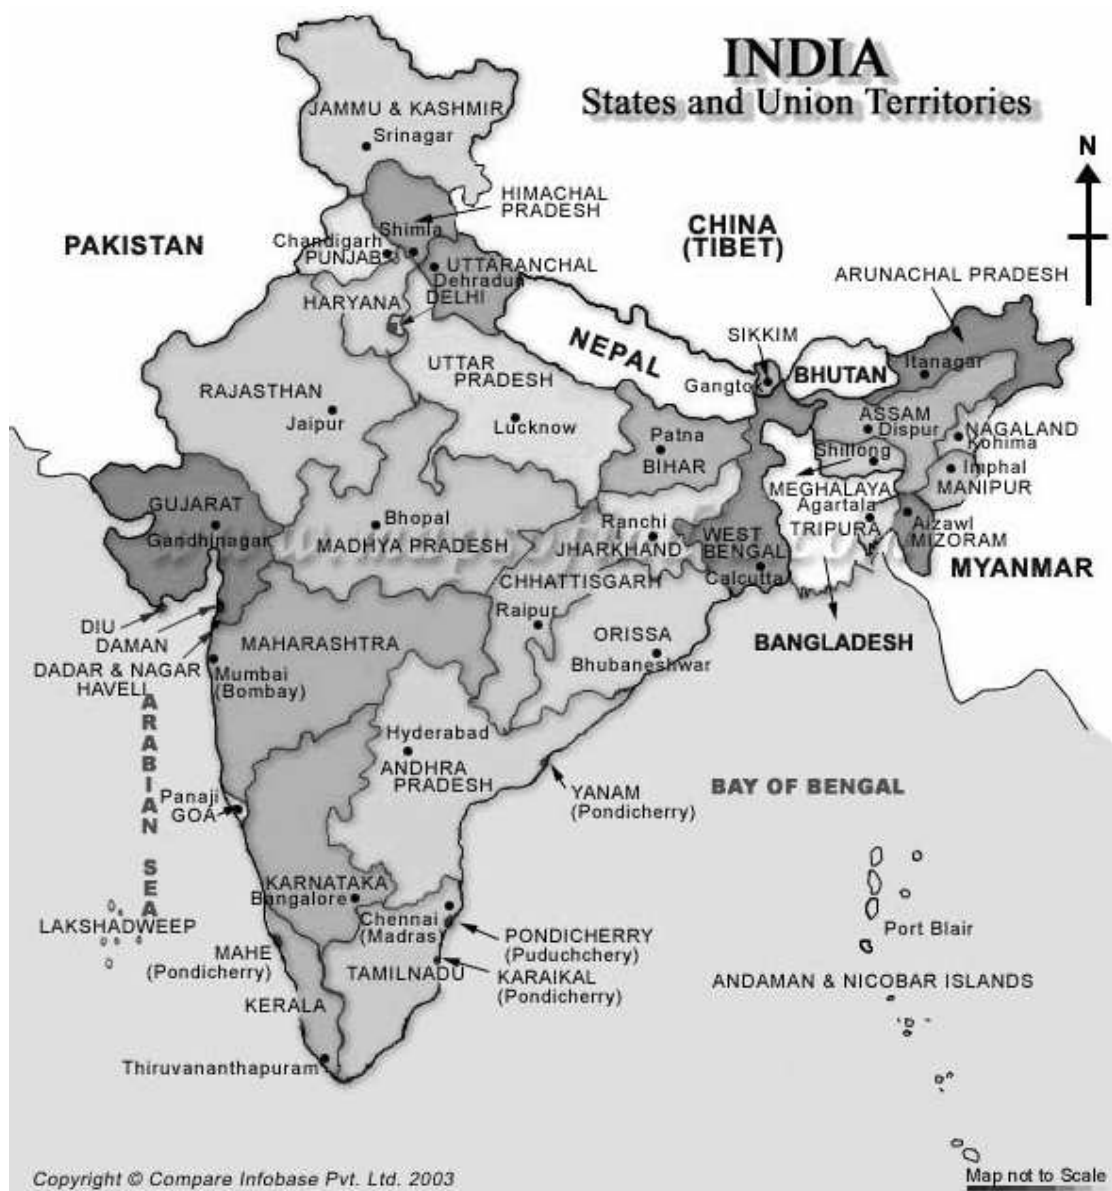 INDIA
States and Union Territories
JAMMU & KASHMIR
Srinagar
N
HIMACHAL
PRADESH
PAKISTAN
CHINA
(TIBET)
Shimla
Chandigarh
PUNJAB
UTTARANCHAL
Dehradun
DELHI
HARYANA
ARUNACHAL PRADESH
NEPAL
SIKKIM
Gangtok
BHUTAN
Itanagar
UTTAR
PRADESH
Lucknow
RAJASTHAN
Jaipur
ASSAM
Dispur
NAGALAND
Kohima
Patna
BIHAR
Shillong
MEGHALAYA
Imphal
MANIPUR
Agartala
TRIPURA
Aizawl
MIZORAM
GUJARAT
Gandhinagar
Bhopal
MADHYA PRADESH
Ranchi
JHARKHAND
WEST
BENGAL
Calcutta
MYANMAR
CHHATTISGARH
Raipur
DIU
DAMAN
DADAR & NAGAR
HAVELI
MAHARASHTRA
Mumbai
(Bombay)
ORISSA
Bhubaneshwar
BANGLADESH
ARABIAN SEA
Hyderabad
ANDHRA
PRADESH
YANAM
(Pondicherry)
BAY OF BENGAL
Panaji
GOA
KARNATAKA
Bangalore
LAKSHADWEEP
Chennai
(Madras)
MAHE
(Pondicherry)
PONDICHERRY
(Puduchchery)
TAMILNADU
KARAIKAL
(Pondicherry)
Port Blair
ANDAMAN & NICOBAR ISLANDS
KERALA
Thiruvananthapuram
Copyright © Compare Infobase Pvt. Ltd. 2003
Map not to Scale